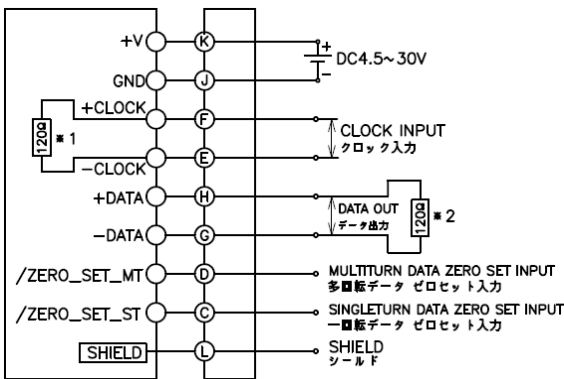 +V
K
+
DC4.5~30V
−
GND
J
+CLOCK
F
120Ω
※1
CLOCK INPUT
クロック入力
−CLOCK
E
+DATA
H
DATA OUT
データ出力
120Ω
※2
−DATA
G
/ZERO_SET_MT
D
MULTITURN DATA ZERO SET INPUT
多回転データ ゼロセット入力
/ZERO_SET_ST
C
SINGLETURN DATA ZERO SET INPUT
一回転データ ゼロセット入力
SHIELD
L
SHIELD
シールド